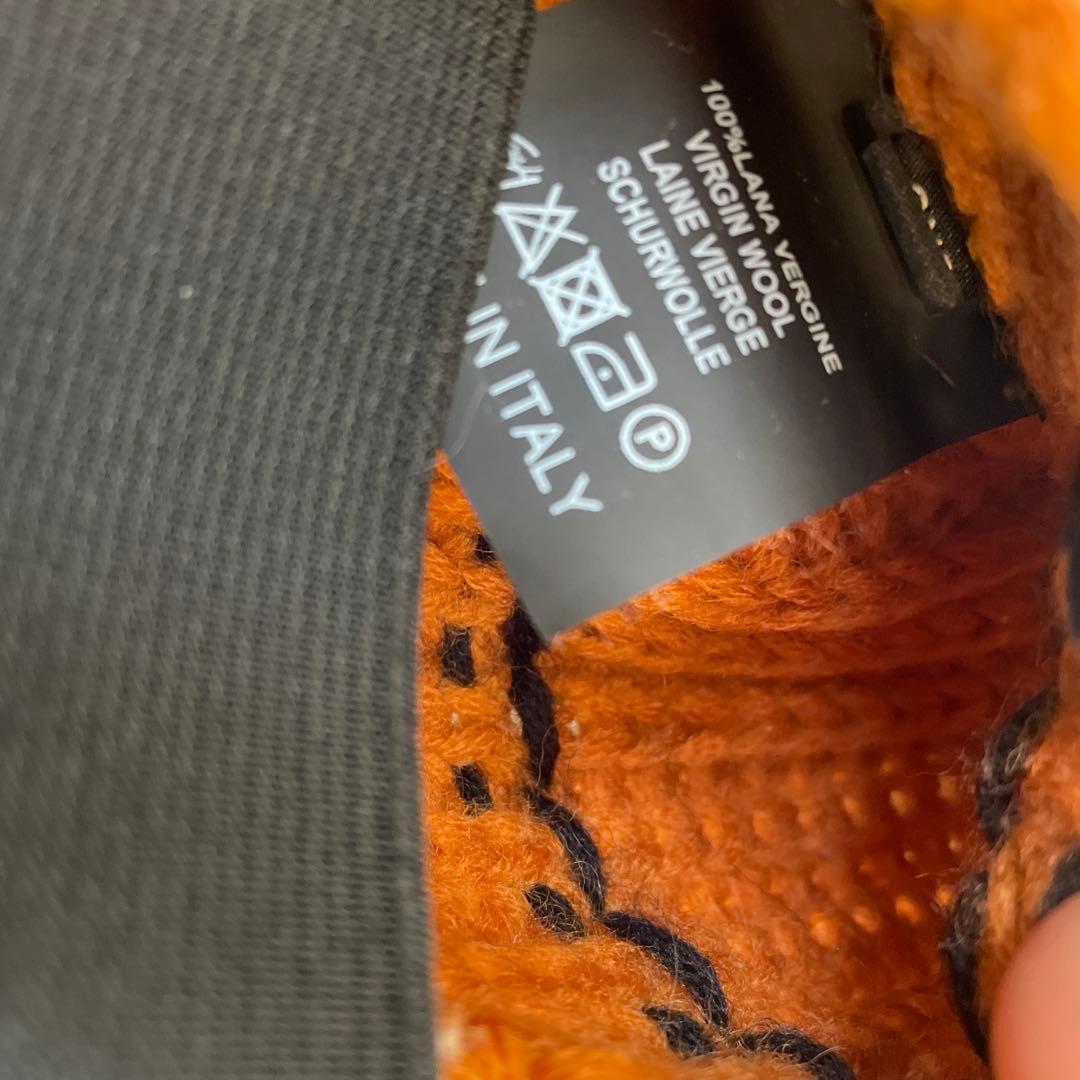 100%LANA VERGINE
VIRGIN WOOL
LAINE VIERGE
SCHURWOLLE
P
IN ITALY